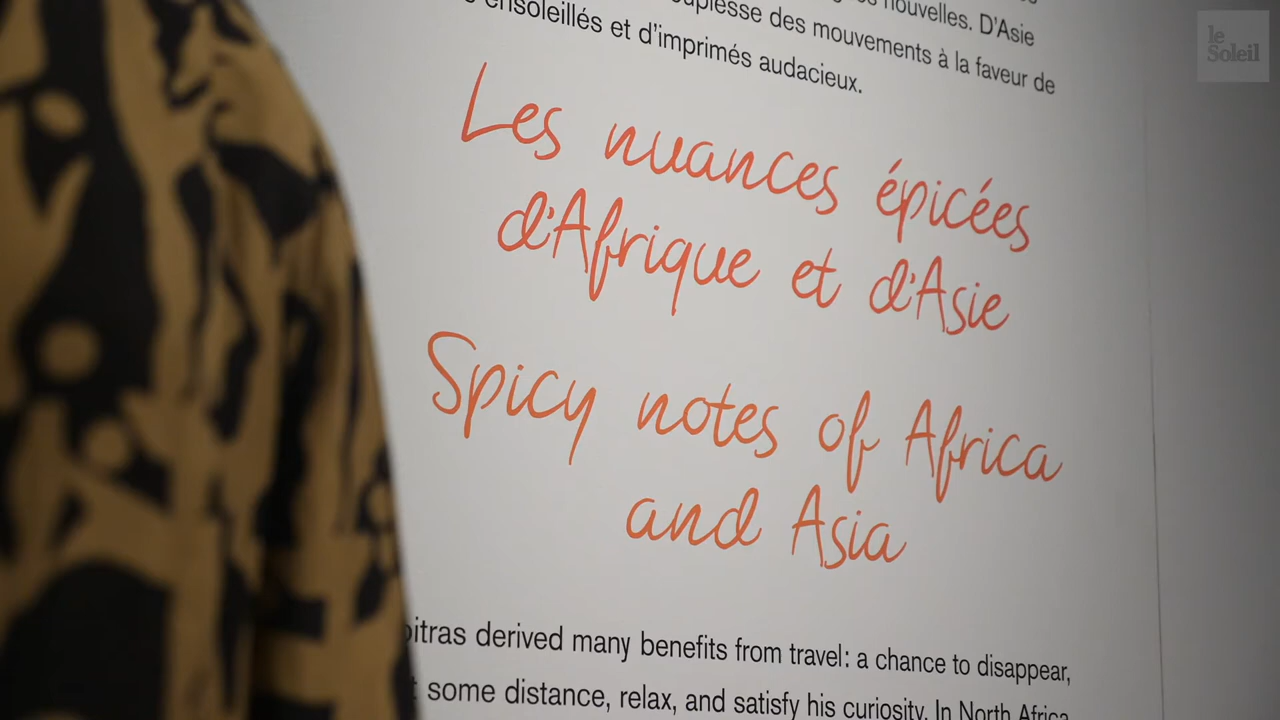 nouvelles. D'Asie
des mouvements à la faveur de
ensoleillés et d'imprimés audacieux.
Les nuances épicées
d'Afrique et d'Asie
Spicy notes of Africa
and Asia
derived many benefits from travel: a chance to disappear,
some distance, relax, and satisfy his curiosity. In North Africa
le Soleil